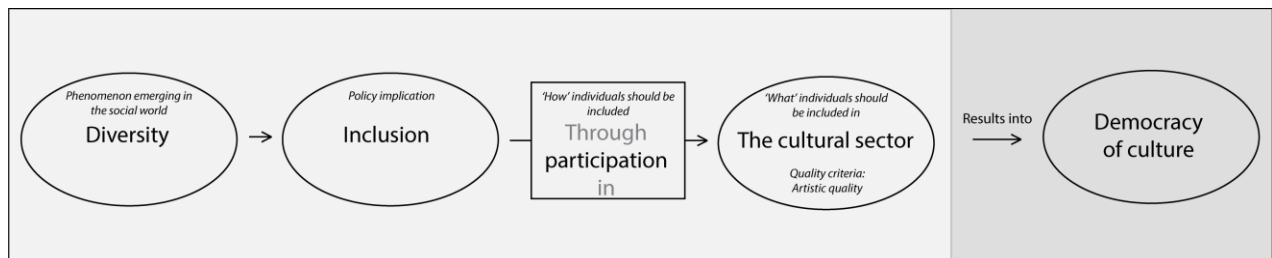 Phenomenon emerging in
the social world
Diversity
Policy implication
Inclusion
'How' individuals should be
included
Through
participation
in
'What' individuals should
be included in
The cultural sector
Quality criteria:
Artistic quality
Results into
Democracy
of culture